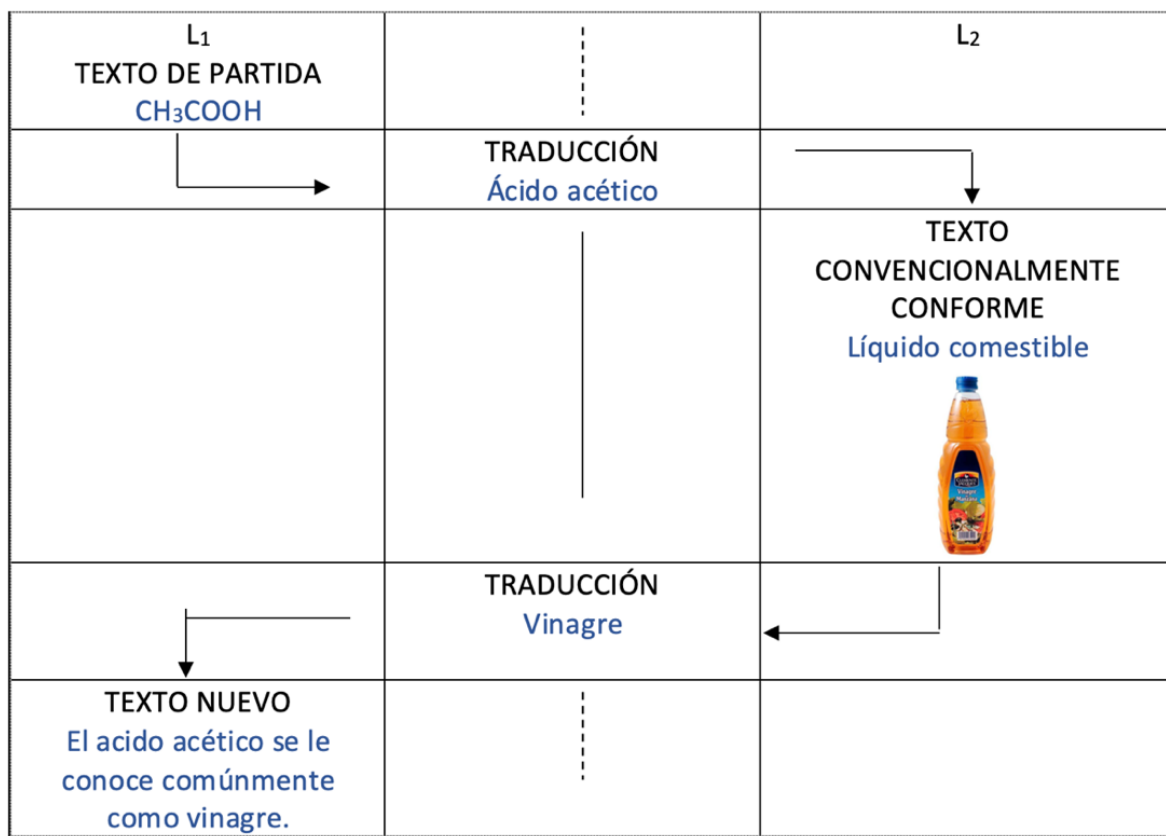 L₁
TEXTO DE PARTIDA
CH₃COOH
L₂
TRADUCCIÓN
Ácido acético
TEXTO
CONVENCIONALMENTE
CONFORME
Líquido comestible
Vinagre
TRADUCCIÓN
Vinagre
TEXTO NUEVO
El acido acético se le
conoce comúnmente
como vinagre.